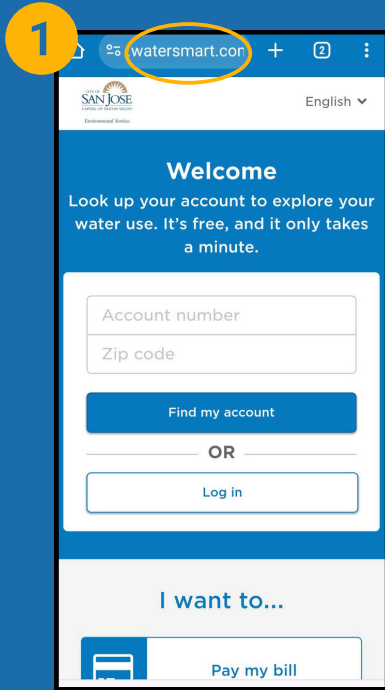 1
watersmart.com
2
CITY OF
SAN JOSE
CAPITAL OF SILICON VALLEY
Environmental Services
English
Welcome
Look up your account to explore your
water use. It's free, and it only takes
a minute.
Account number
Zip code
Find my account
OR
Log in
I want to...
Pay my bill